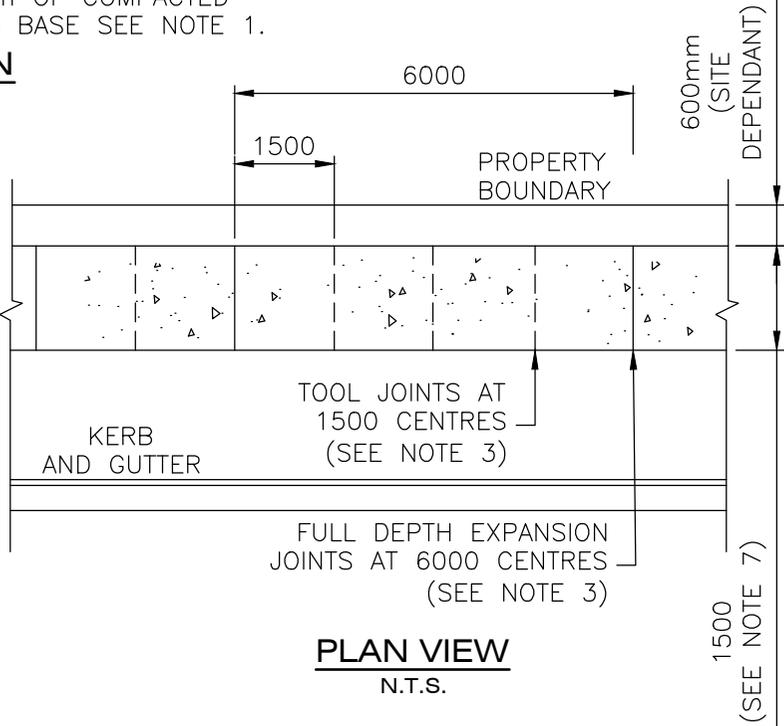 BASE SEE NOTE 1.
6000
1500
600mm
(SITE
DEPENDANT)
PROPERTY
BOUNDARY
TOOL JOINTS AT
1500 CENTRES
(SEE NOTE 3)
KERB
AND GUTTER
FULL DEPTH EXPANSION
JOINTS AT 6000 CENTRES
(SEE NOTE 3)
1500
(SEE NOTE 7)
PLAN VIEW
N.T.S.